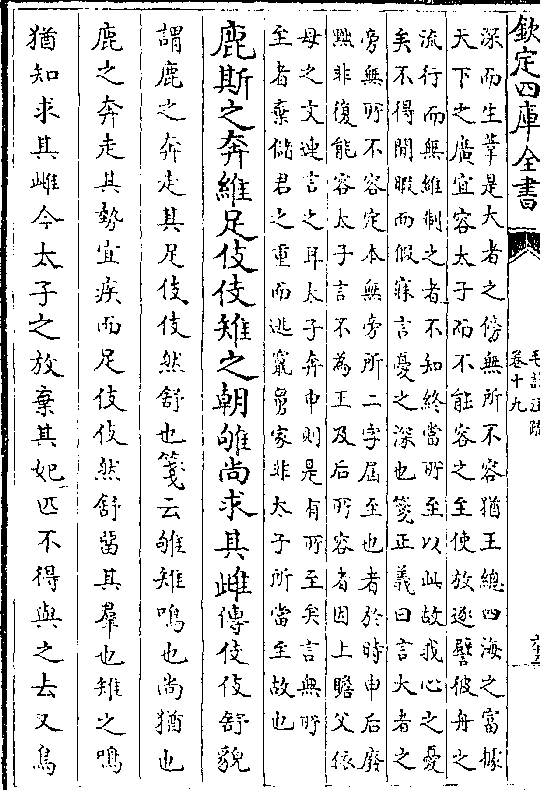 欽定四庫全書
毛詩注疏
卷十九
深而生葦是大者之傍無所不容猶王總四海之富據
天下之廣宜容太子而不能容之至使放逐譬彼舟之
流行而無維制之者不知終當所至以此故我心之憂
矣不得閒暇而假寐言憂之深也箋正義曰言大者之
旁無所不容定本無旁所二字屆至也者於時申后廢
黜非復能容太子言不為王及后所容者因上瞻父依
母之文連言之耳太子奔申則是有所至矣言無所
至者棄儲君之重而逃竄舅家非太子所當至故也
鹿斯之奔維足伎伎雉之朝雊尚求其雌傳伎伎舒貌
謂鹿之奔走其足伎伎然舒也箋云雊雉鳴也尚猶也
鹿之奔走其勢宜疾而足伎伎然舒留其羣也雉之鳴
猶知求其雌今太子之放棄其妃匹不得與之去又鳥